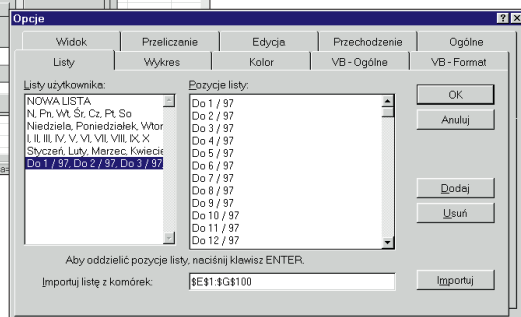 Opcje
Widok Przeliczanie Edycja Przechodzenie Ogólne
Listy Wykres Kolor VB - Ogólne VB - Format
Listy użytkownika:
NOWA LISTA
N, Pn, Wt, Śr, Cz, Pt, So
Niedziela, Poniedziałek, Wtor
I, II, III, IV, V, VI, VII, VIII, IX, X
Styczeń, Luty, Marzec, Kwiecie
Do 1 / 97, Do 2 / 97, Do 3 / 97,
Pozycje listy:
Do 1 / 97
Do 2 / 97
Do 3 / 97
Do 4 / 97
Do 5 / 97
Do 6 / 97
Do 7 / 97
Do 8 / 97
Do 9 / 97
Do 10 / 97
Do 11 / 97
Do 12 / 97
OK
Anuluj
Dodaj
Usuń
Aby oddzielić pozycje listy, naciśnij klawisz ENTER.
Importuj listę z komórek: $E$1:$G$100 Importuj